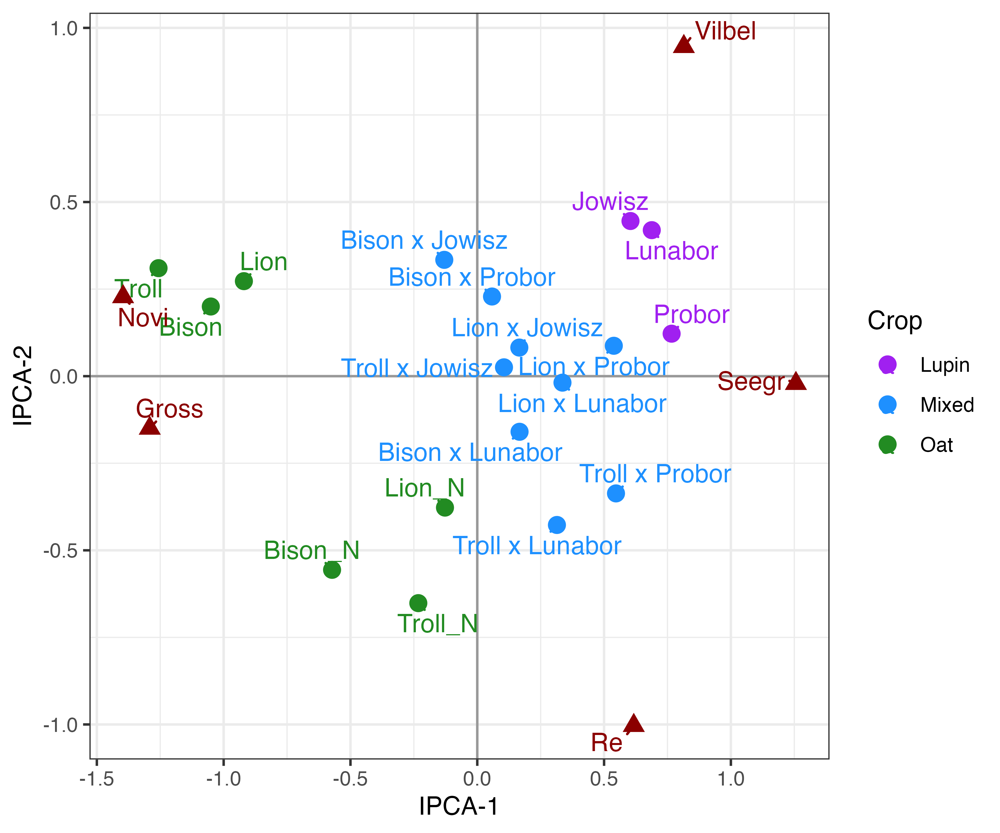 1.0
0.5
0.0
-0.5
-1.0
IPCA-2
Vilbel
Jowisz
Bison x Jowisz
Lunabor
Lion
Bison x Probor
Troll
Novi
Bison
Probor
Lion x Jowisz
Troll x Jowisz
Lion x Probor
Seegr
Lion x Lunabor
Gross
Bison x Lunabor
Troll x Probor
Lion_N
Troll x Lunabor
Bison_N
Troll_N
Re
-1.5
-1.0
-0.5
0.0
0.5
1.0
IPCA-1
Crop
Lupin
Mixed
Oat